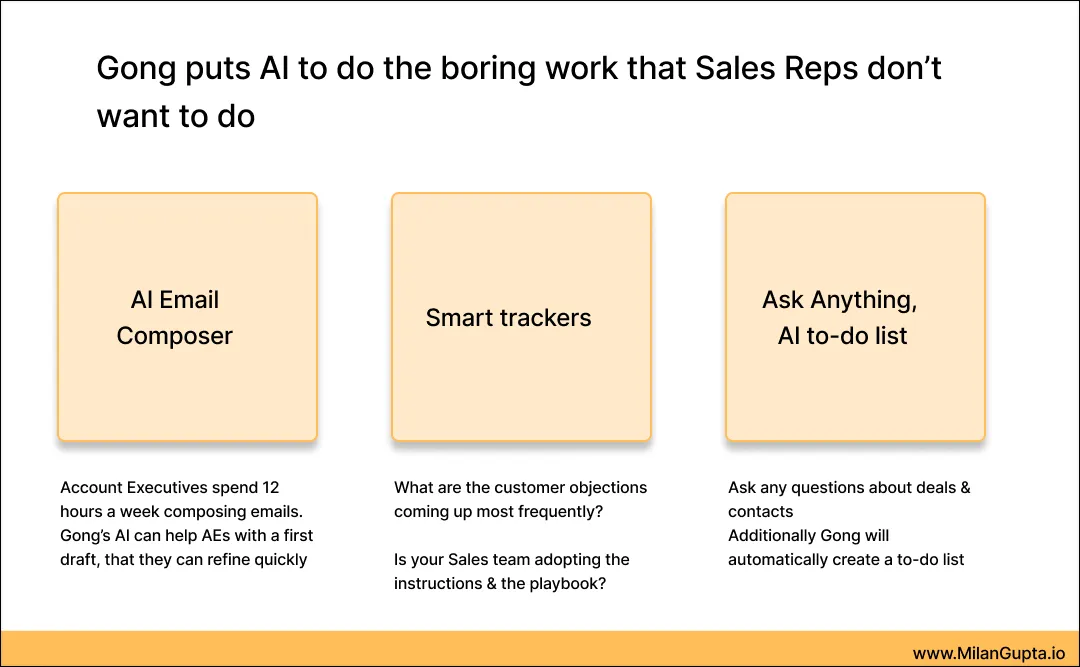 Gong puts AI to do the boring work that Sales Reps don’t
want to do
AI Email
Composer
Account Executives spend 12
hours a week composing emails.
Gong’s AI can help AEs with a first
draft, that they can refine quickly
Smart trackers
What are the customer objections
coming up most frequently?
Is your Sales team adopting the
instructions & the playbook?
Ask Anything,
AI to-do list
Ask any questions about deals &
contacts
Additionally Gong will
automatically create a to-do list
www.MilanGupta.io